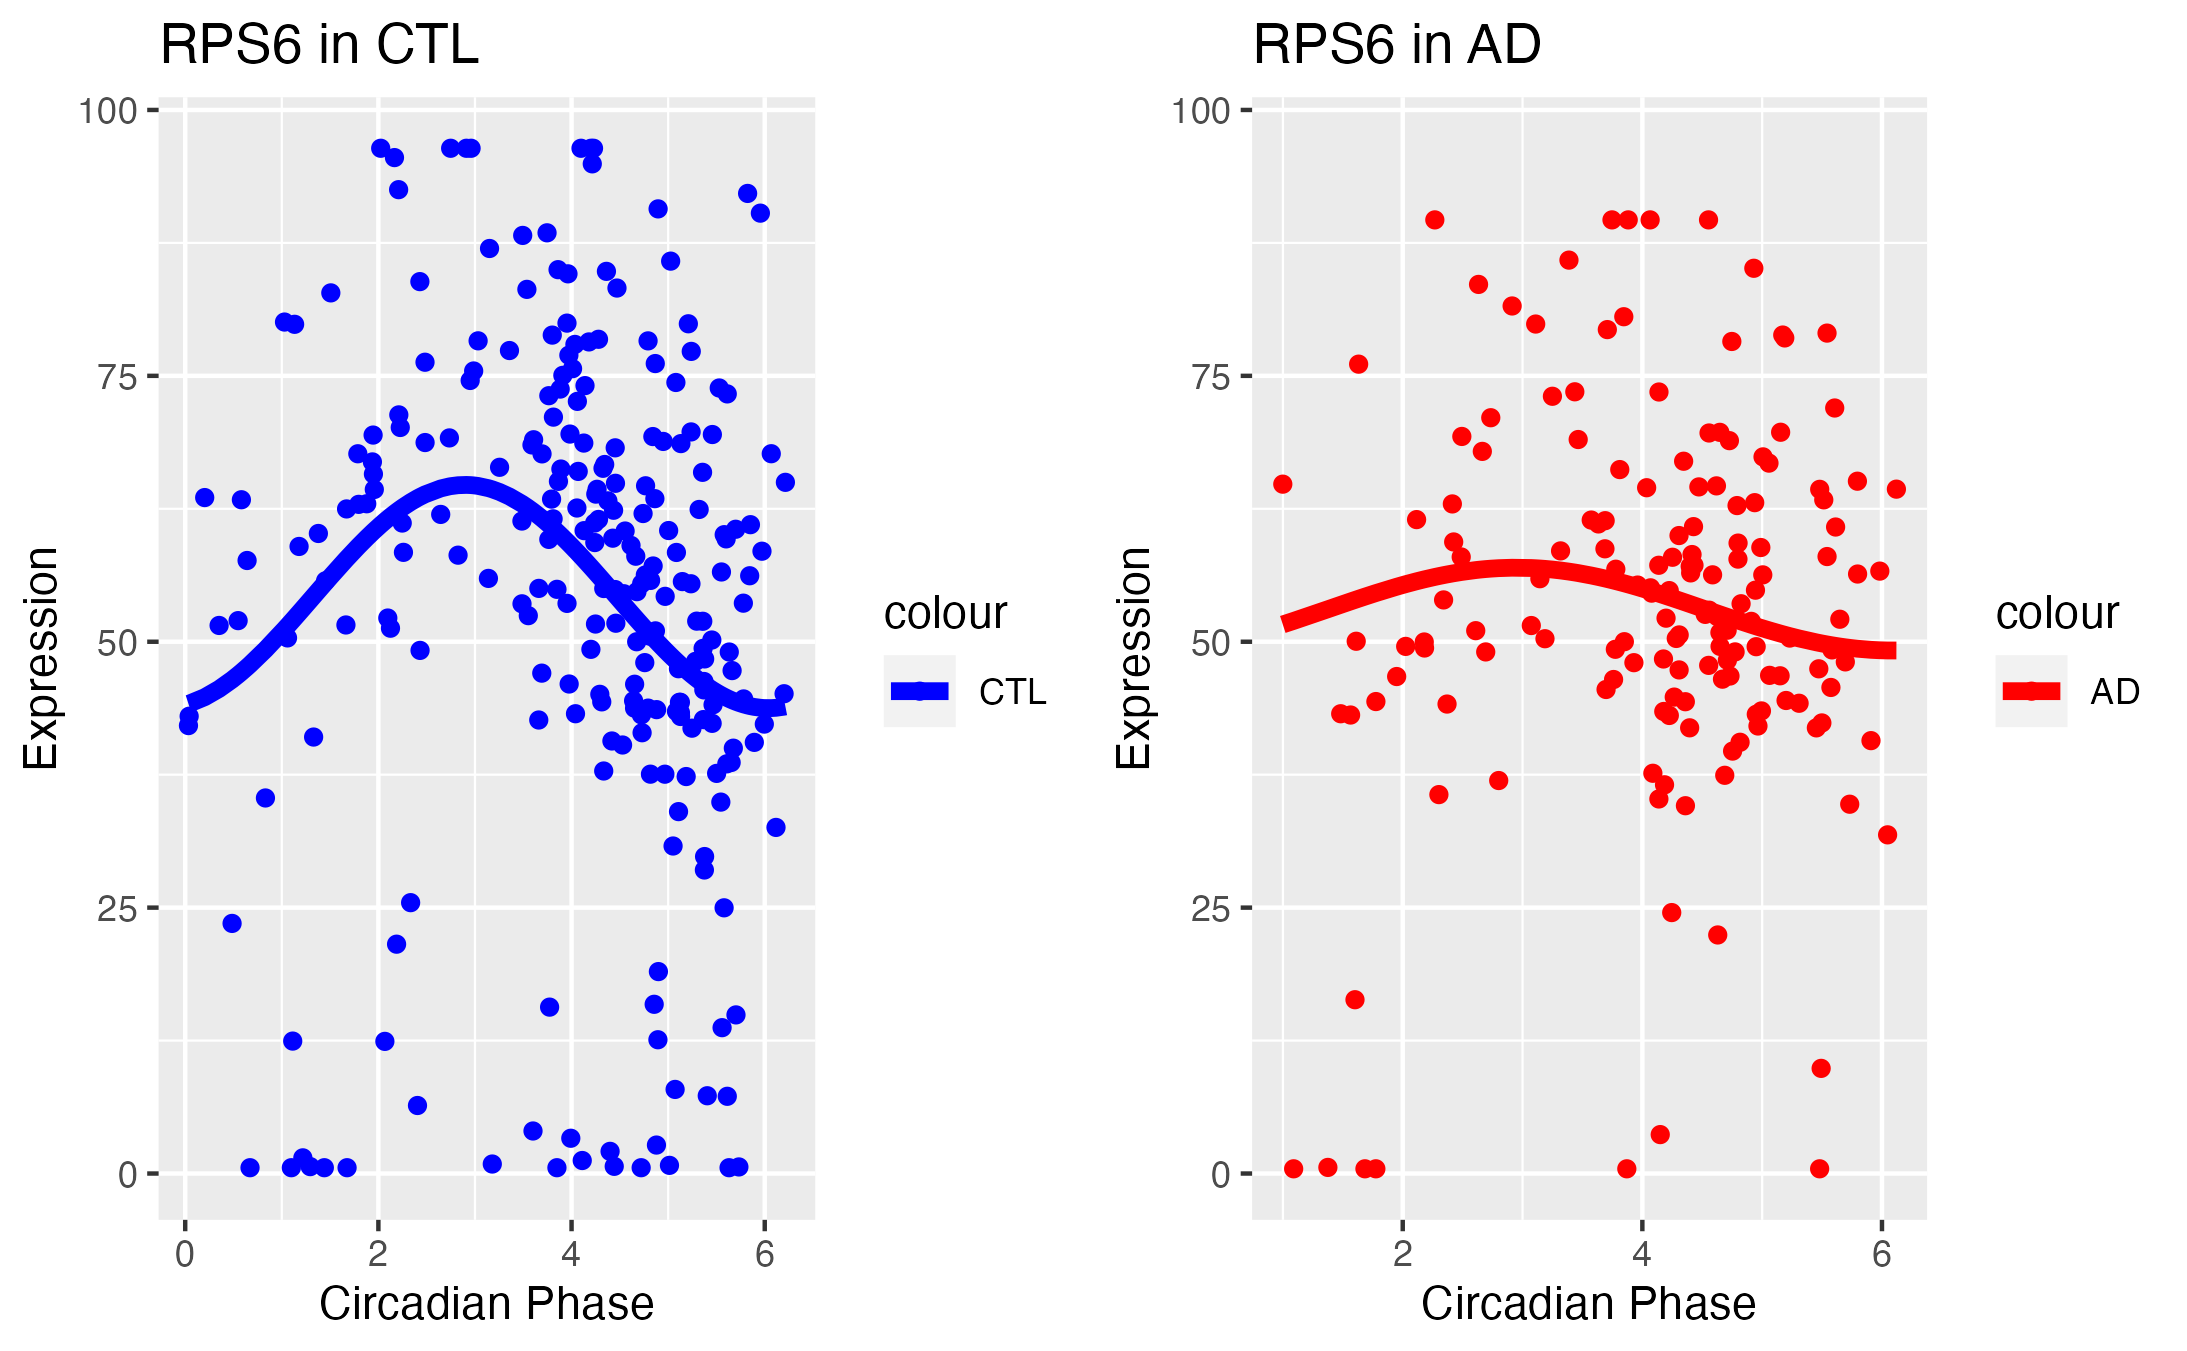 RPS6 in CTL
100
75
50
25
0
Expression
0 2 4 6
Circadian Phase
colour
CTL
RPS6 in AD
100
75
50
25
0
Expression
2 4 6
Circadian Phase
colour
AD